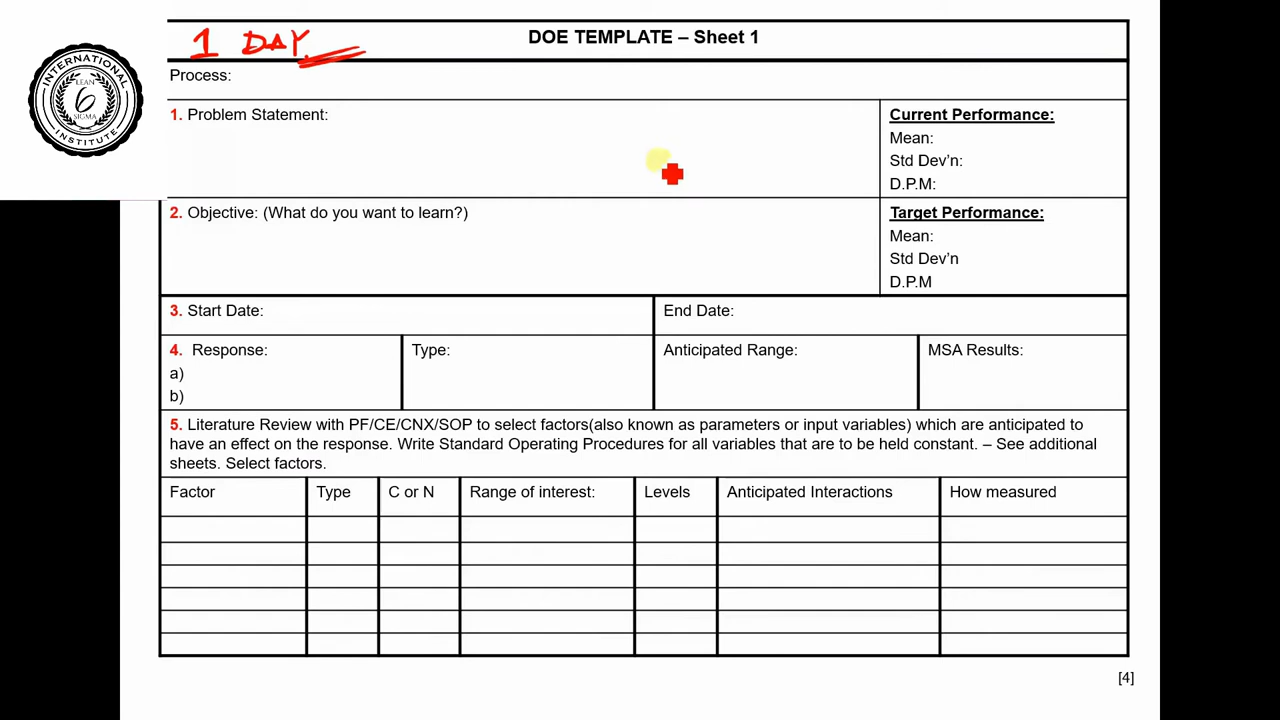 INTERNATIONAL
LEAN
6
SIGMA
INSTITUTE
1 DAY
DOE TEMPLATE – Sheet 1
Process:
1. Problem Statement:
Current Performance:
Mean:
Std Dev'n:
D.P.M:
2. Objective: (What do you want to learn?)
Target Performance:
Mean:
Std Dev'n
D.P.M
3. Start Date:
End Date:
4. Response:
a)
b)
Type:
Anticipated Range:
MSA Results:
5. Literature Review with PF/CE/CNX/SOP to select factors(also known as parameters or input variables) which are anticipated to
have an effect on the response. Write Standard Operating Procedures for all variables that are to be held constant. – See additional
sheets. Select factors.
Factor
Type
C or N
Range of interest:
Levels
Anticipated Interactions
How measured
[4]